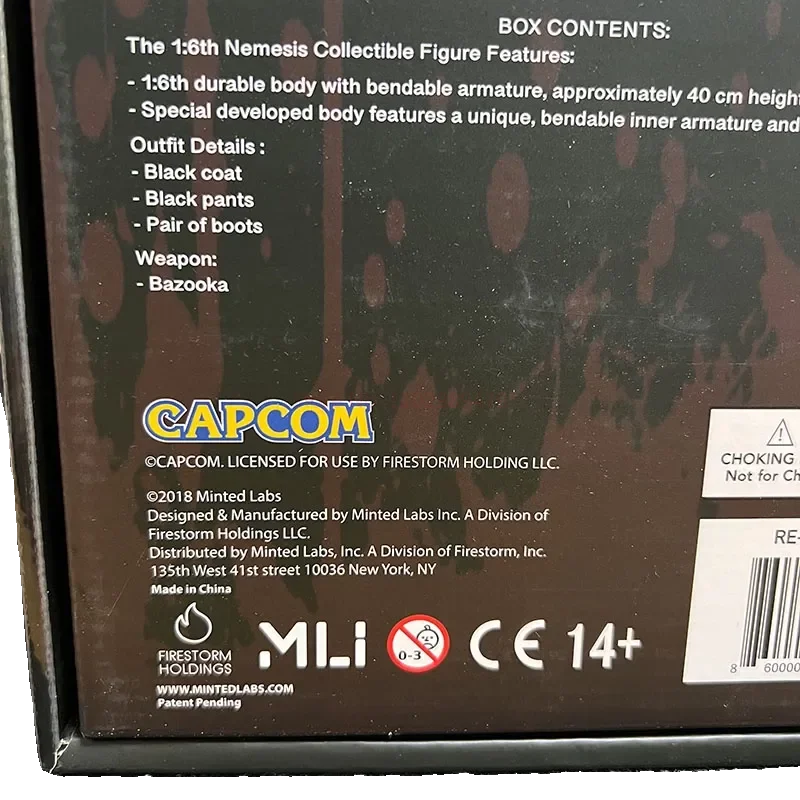 BOX CONTENTS:
The 1:6th Nemesis Collectible Figure Features:
- 1:6th durable body with bendable armature, approximately 40 cm height
- Special developed body features a unique, bendable inner armature and
Outfit Details :
- Black coat
- Black pants
- Pair of boots
Weapon:
- Bazooka
CAPCOM
©CAPCOM. LICENSED FOR USE BY FIRESTORM HOLDING LLC.
©2018 Minted Labs
Designed & Manufactured by Minted Labs Inc. A Division of
Firestorm Holdings LLC.
Distributed by Minted Labs, Inc. A Division of Firestorm, Inc.
135th West 41st street 10036 New York, NY
Made in China
FIRESTORM
HOLDINGS
MLi
0-3
CE 14+
WWW.MINTEDLABS.COM
Patent Pending
CHOKING
Not for Ch
RE-
8 60000